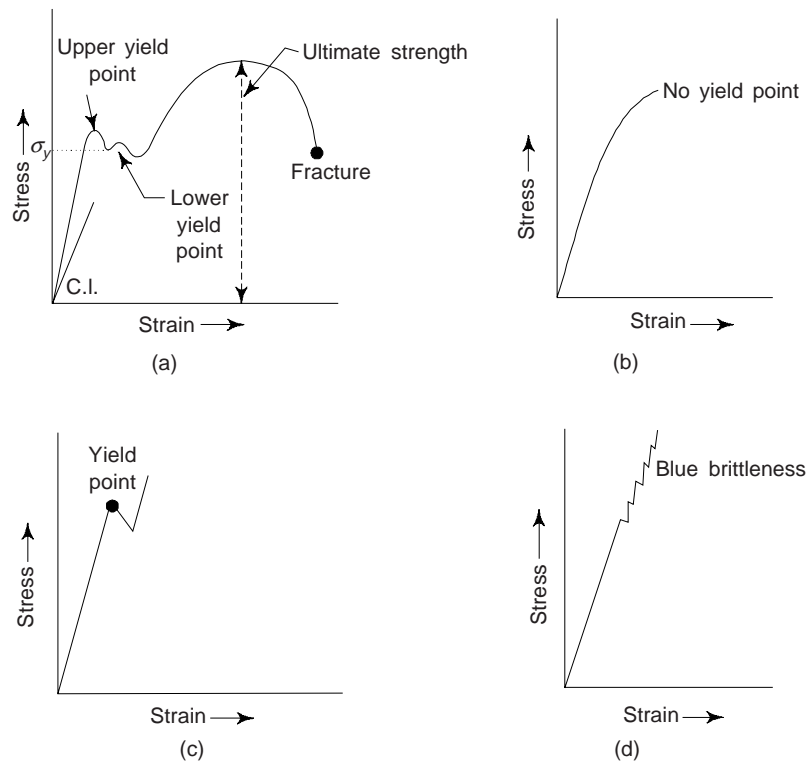 Upper yield
point
Ultimate strength
σy
Stress
Fracture
Lower
yield
point
C.I.
Strain
(a)
No yield point
Stress
Strain
(b)
Yield
point
Stress
Strain
(c)
Blue brittleness
Stress
Strain
(d)